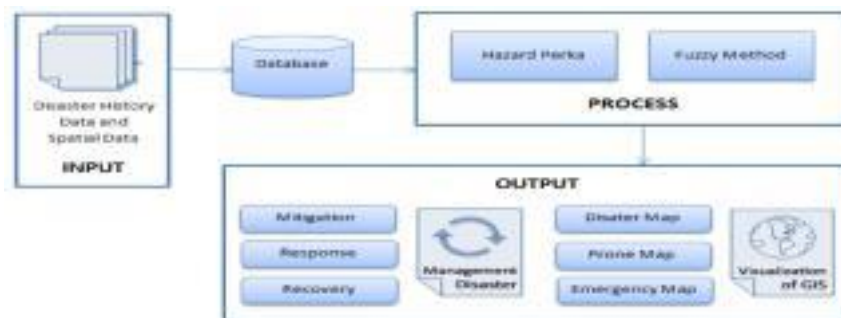 Disaster History
Data and
Spatial Data
INPUT
Database
Hazard Perka
Fuzzy Method
PROCESS
OUTPUT
Mitigation
Response
Recovery
Management
Disaster
Disater Map
Prone Map
Emergency Map
Visualization
of GIS